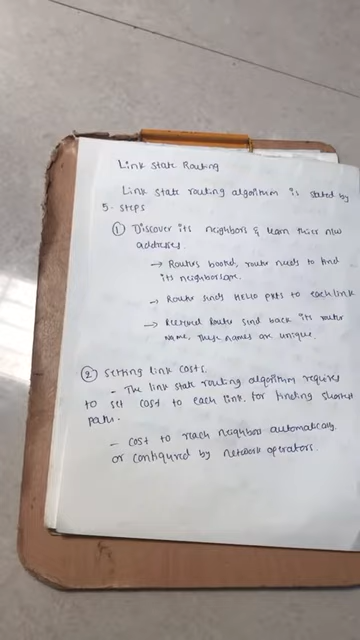 Link State Routing
Link state routing algorithm is stated by
5- steps
① Discover its neighbors & learn their n/w
addresses.
→ Routers booted, router needs to find
its neighbors are.
→ Router sends HELLO PKTS to each link
→ Received Router send back its router
name, These names are unique.
② Setting link costs.
- The link state routing algorithm requires
to set cost to each link for finding shortest
path.
- cost to reach neighbors automatically
or configured by network operators.